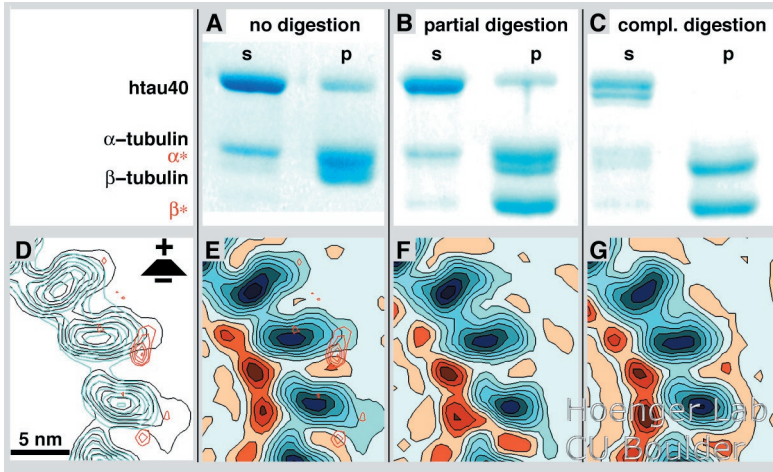 A no digestion
B partial digestion
C compl. digestion
s p
s p
s p
htau40
α–tubulin
α*
β–tubulin
β*
D
+
–
E
F
G
5 nm
Hoenger Lab
CU Boulder